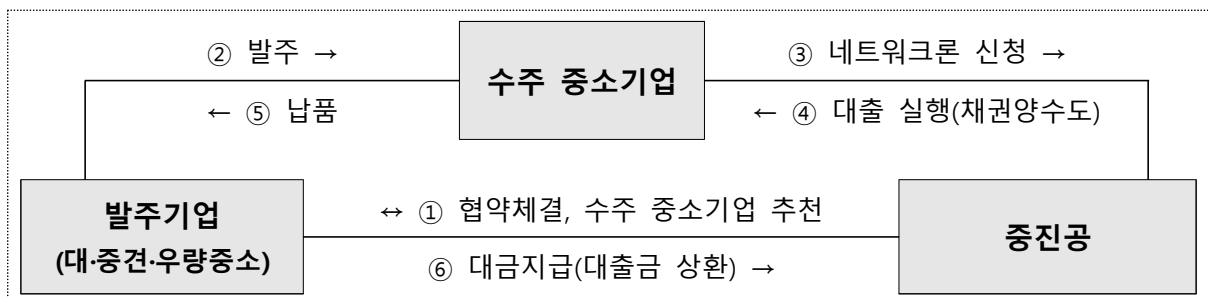 ② 발주 →
수주 중소기업
③ 네트워크론 신청 →
← ⑤ 납품
← ④ 대출 실행(채권양수도)
발주기업
(대·중견·우량중소)
↔ ① 협약체결, 수주 중소기업 추천
중진공
⑥ 대금지급(대출금 상환) →